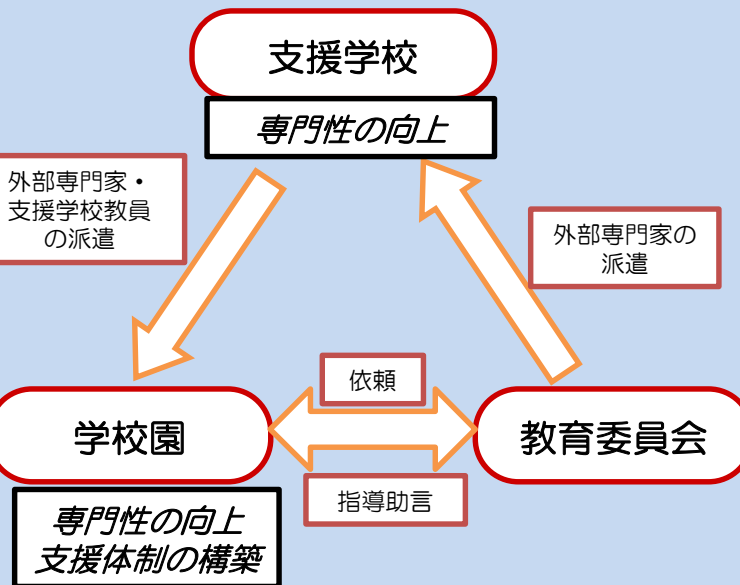 支援学校
専門性の向上
外部専門家・
支援学校教員
の派遣
外部専門家の
派遣
依頼
学校園
教育委員会
指導助言
専門性の向上
支援体制の構築